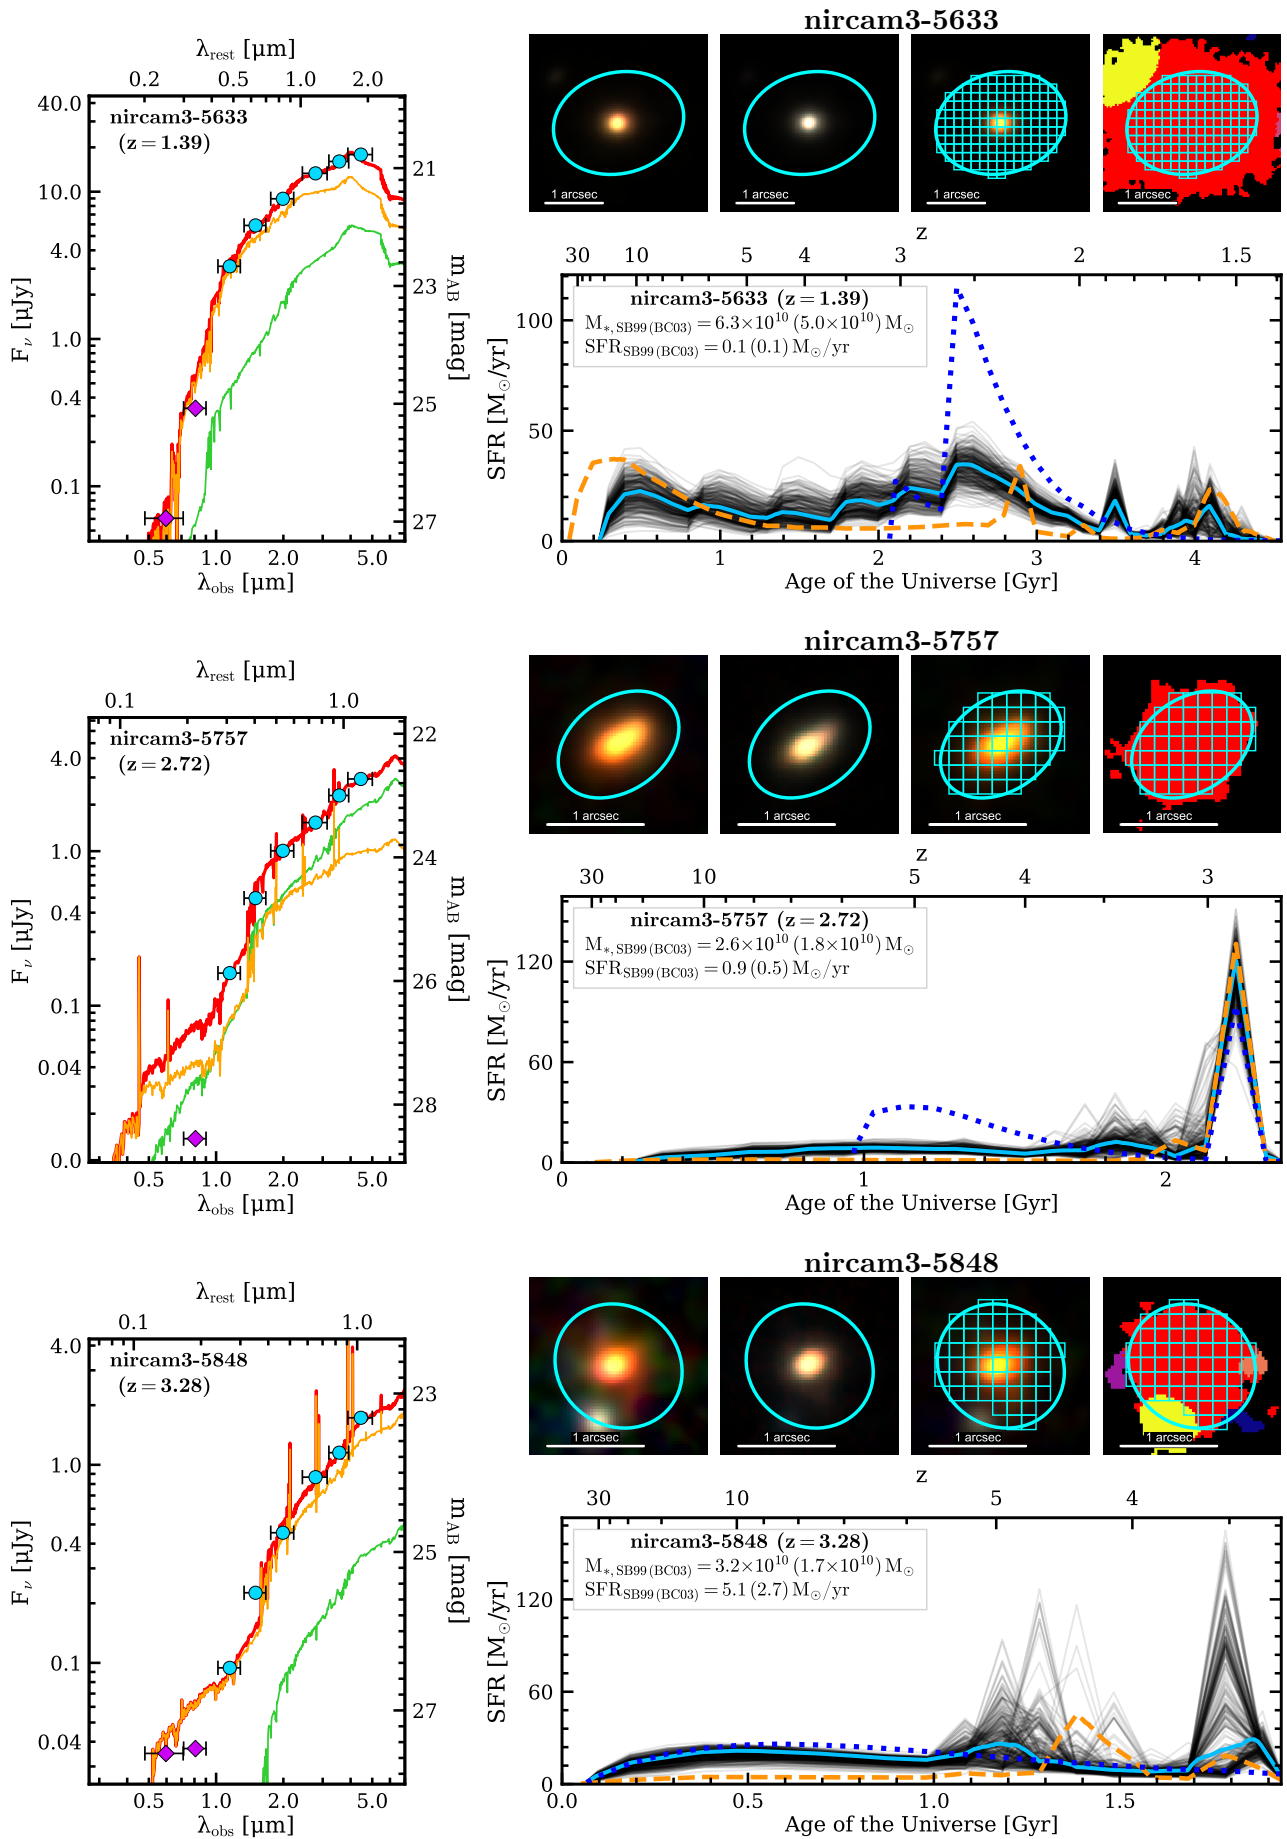 nircam3-5633
λrest [µm]
0.2 0.5 1.0 2.0
nircam3-5633
(z = 1.39)
40.0
10.0
4.0
1.0
0.4
0.1
Fν [µJy]
21
23
25
27
mAB [mag]
0.5 1.0 2.0 5.0
λobs [µm]
1 arcsec
1 arcsec
1 arcsec
1 arcsec
z
30 10 5 4 3 2 1.5
nircam3-5633 (z = 1.39)
M*,SB99(BC03) = 6.3×10¹⁰ (5.0×10¹⁰) M⊙
SFRSB99(BC03) = 0.1 (0.1) M⊙/yr
SFR [M⊙/yr]
100
50
0
0 1 2 3 4
Age of the Universe [Gyr]
nircam3-5757
λrest [µm]
0.1 1.0
nircam3-5757
(z = 2.72)
4.0
1.0
0.4
0.1
0.04
0.0
Fν [µJy]
22
24
26
28
mAB [mag]
0.5 1.0 2.0 5.0
λobs [µm]
1 arcsec
1 arcsec
1 arcsec
1 arcsec
z
30 10 5 4 3
nircam3-5757 (z = 2.72)
M*,SB99(BC03) = 2.6×10¹⁰ (1.8×10¹⁰) M⊙
SFRSB99(BC03) = 0.9 (0.5) M⊙/yr
SFR [M⊙/yr]
120
60
0
0 1 2
Age of the Universe [Gyr]
nircam3-5848
λrest [µm]
0.1 1.0
nircam3-5848
(z = 3.28)
4.0
1.0
0.4
0.1
0.04
Fν [µJy]
23
25
27
mAB [mag]
0.5 1.0 2.0 5.0
λobs [µm]
1 arcsec
1 arcsec
1 arcsec
1 arcsec
z
30 10 5 4
nircam3-5848 (z = 3.28)
M*,SB99(BC03) = 3.2×10¹⁰ (1.7×10¹⁰) M⊙
SFRSB99(BC03) = 5.1 (2.7) M⊙/yr
SFR [M⊙/yr]
120
60
0
0.0 0.5 1.0 1.5
Age of the Universe [Gyr]